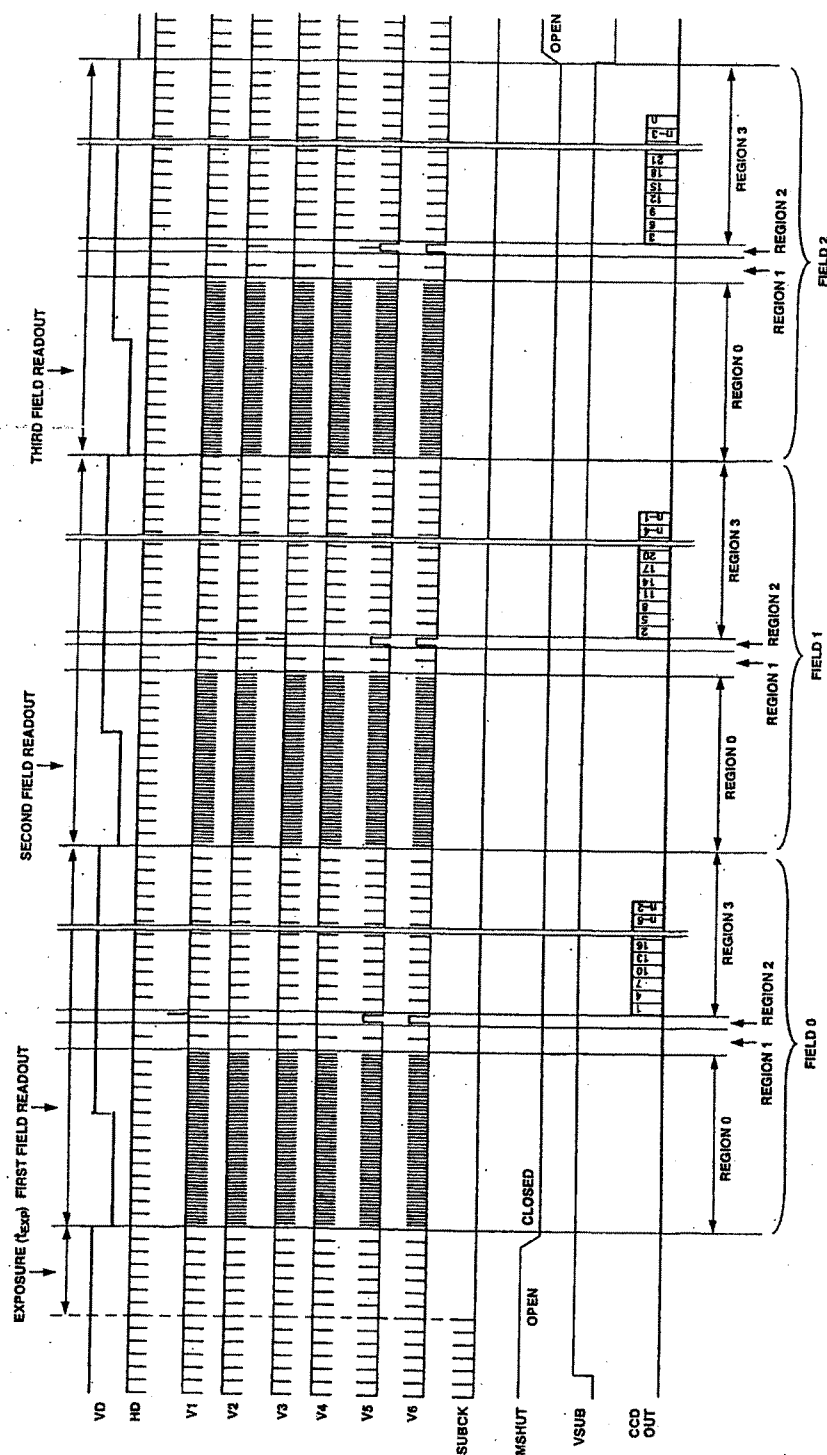 EXPOSURE (tEXP)
FIRST FIELD READOUT
SECOND FIELD READOUT
THIRD FIELD READOUT
VD
HD
V1
V2
V3
V4
V5
V6
SUBCK
MSHUT
OPEN
CLOSED
OPEN
VSUB
CCD
OUT
1 4 7 10 13 16
2 5 8 11 14 17 20 n–4 n–1
3 6 9 12 15 18 21 n–3 n
REGION 0
REGION 1
REGION 2
REGION 3
REGION 0
REGION 1
REGION 2
REGION 3
REGION 0
REGION 1
REGION 2
REGION 3
FIELD 0
FIELD 1
FIELD 2